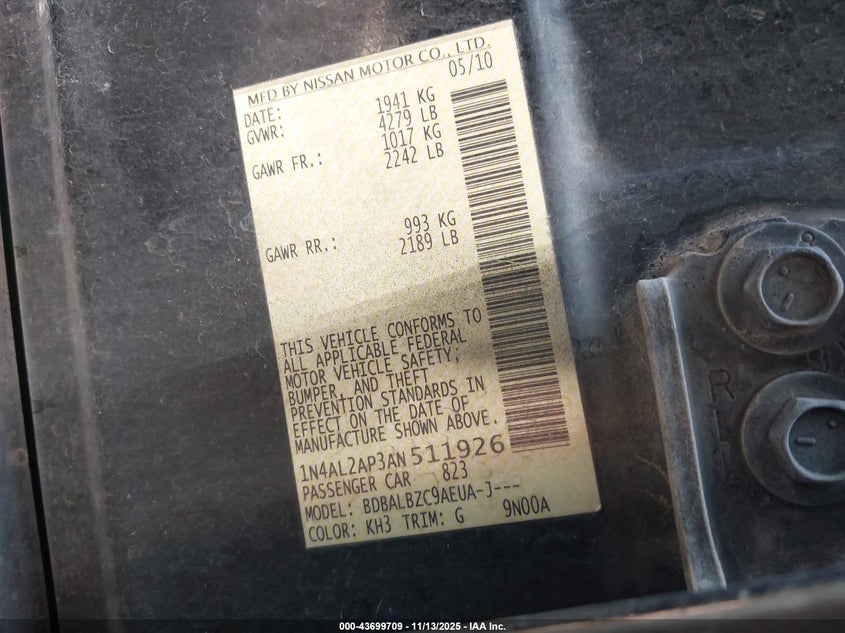 MFD BY NISSAN MOTOR CO., LTD.
DATE: 05/10
GVWR: 1941 KG
4279 LB
GAWR FR.: 1017 KG
2242 LB
GAWR RR.: 993 KG
2189 LB
THIS VEHICLE CONFORMS TO
ALL APPLICABLE FEDERAL
MOTOR VEHICLE SAFETY,
BUMPER, AND THEFT
PREVENTION STANDARDS IN
EFFECT ON THE DATE OF
MANUFACTURE SHOWN ABOVE.
1N4AL2AP3AN511926
PASSENGER CAR 823
MODEL: BDBALBZC9AEUA-J---
COLOR: KH3 TRIM: G 9N00A
000-43699709 - 11/13/2025 - IAA Inc.